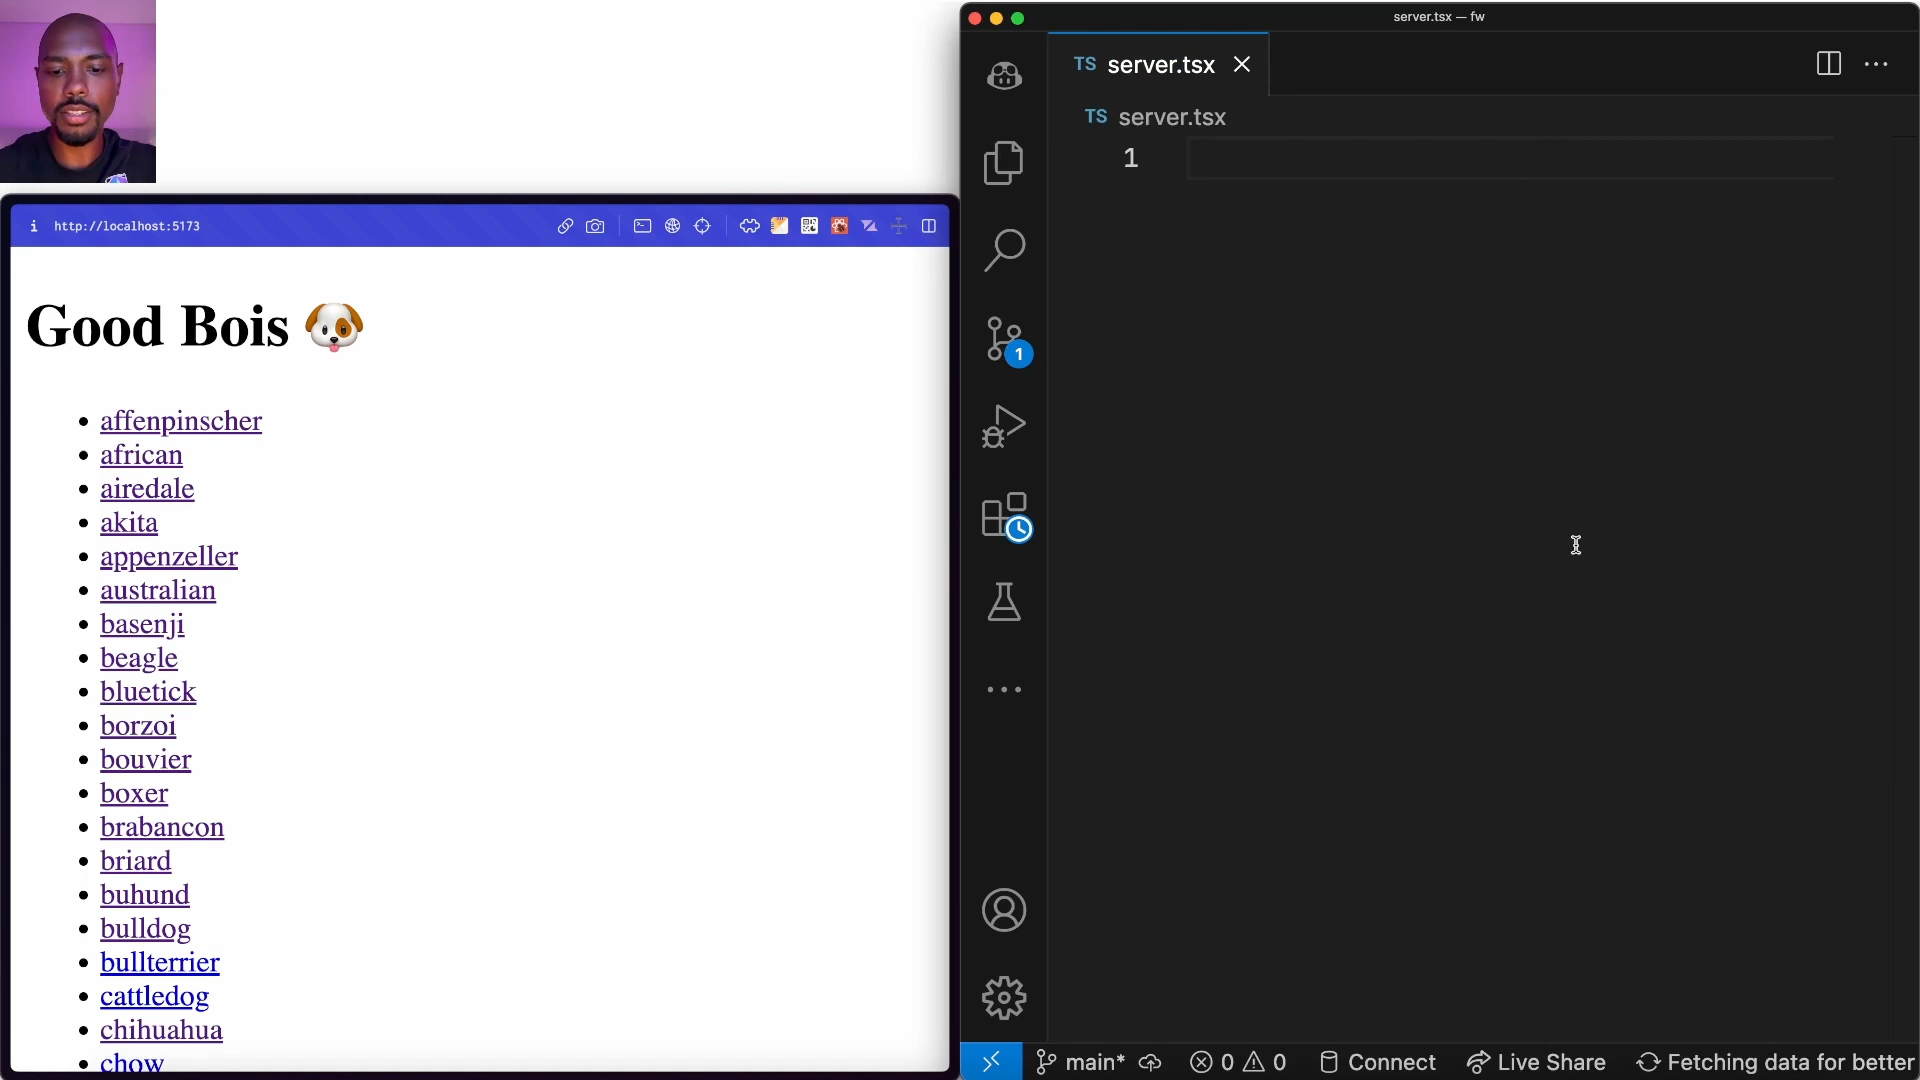 http://localhost:5173
Good Bois
affenpinscher
african
airedale
akita
appenzeller
australian
basenji
beagle
bluetick
borzoi
bouvier
boxer
brabancon
briard
buhund
bulldog
bullterrier
cattledog
chihuahua
chow
server.tsx — fw
TS server.tsx
TS server.tsx
1
1
main* 0 0 Connect Live Share Fetching data for better